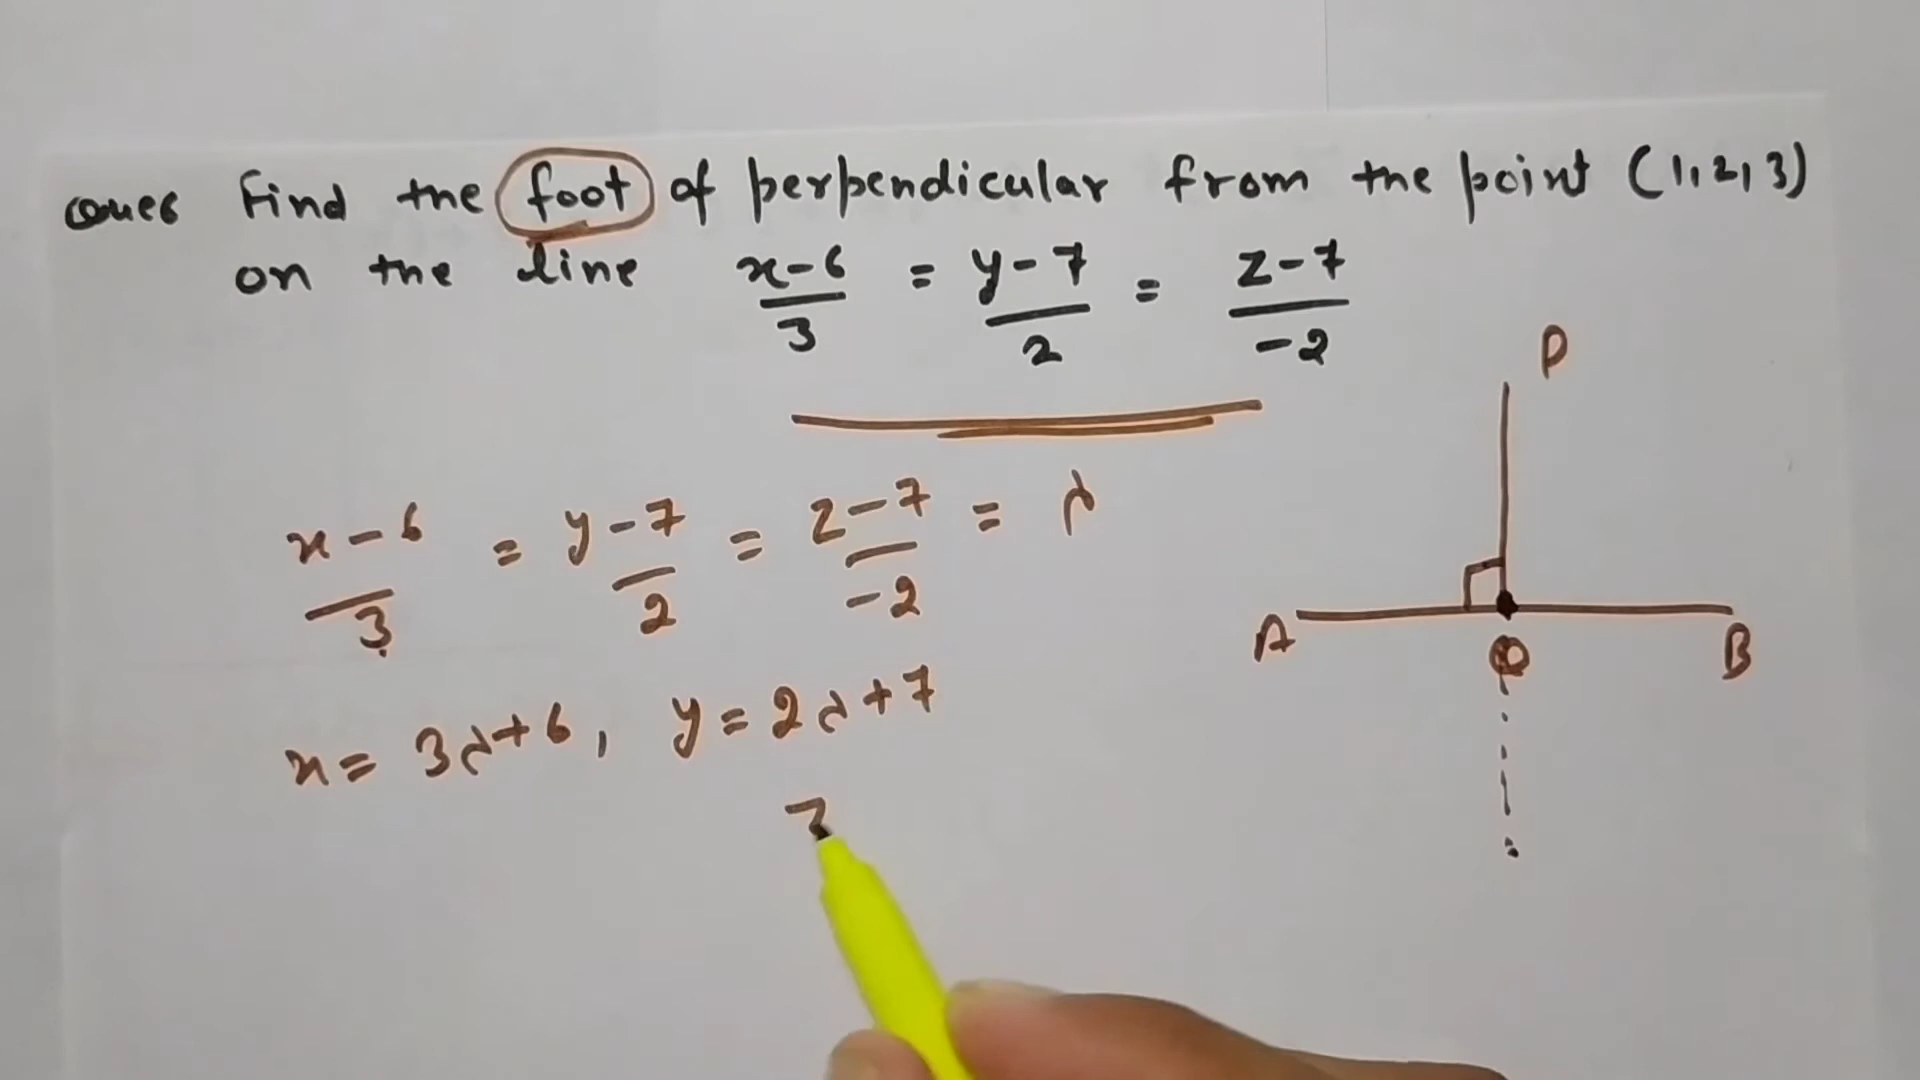 Find the foot of perpendicular from the point (1,2,3)
on the line x-6/3 = y-7/2 = z-7/-2
x-6/3 = y-7/2 = z-7/-2 = λ
x= 3λ+6, y= 2λ+7
z
P
A Q B